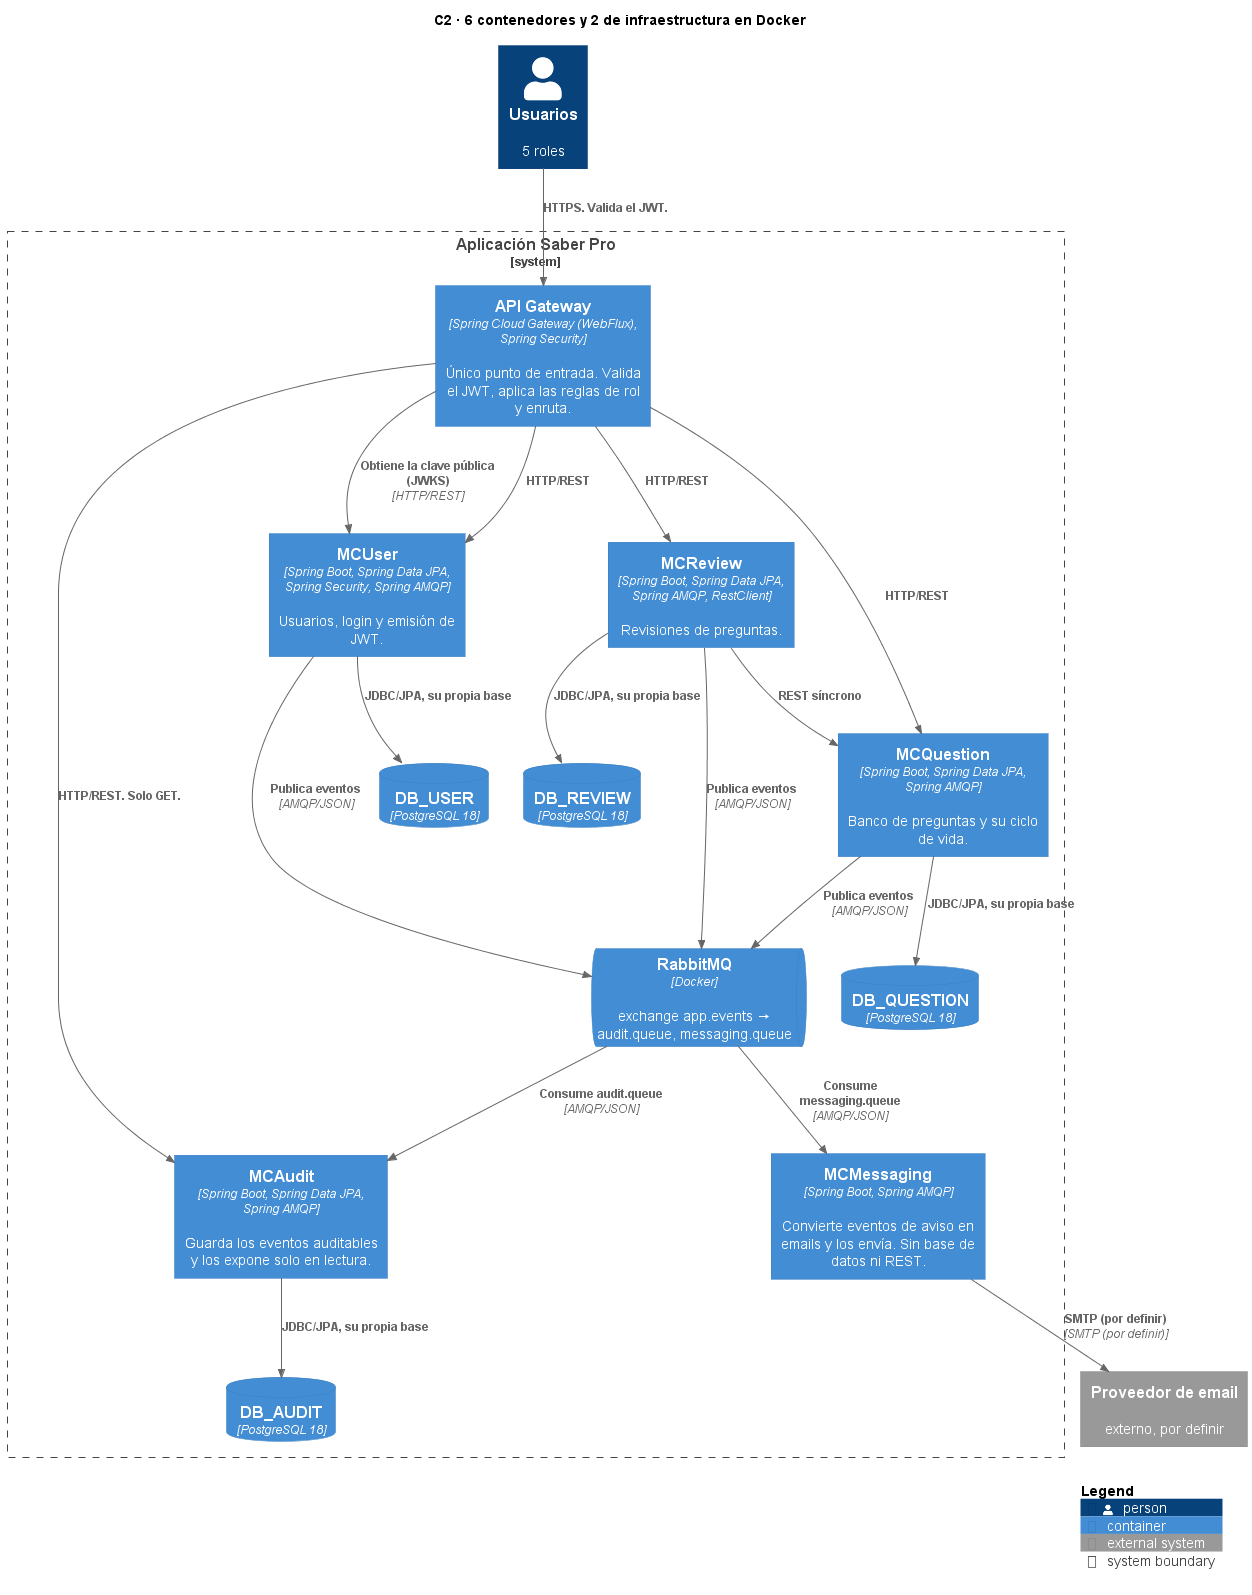 C2 · 6 contenedores y 2 de infraestructura en Docker
Usuarios
5 roles
HTTPS. Valida el JWT.
Aplicación Saber Pro
[system]
API Gateway
[Spring Cloud Gateway (WebFlux),
Spring Security]
Único punto de entrada. Valida
el JWT, aplica las reglas de rol
y enruta.
Obtiene la clave pública
(JWKS)
[HTTP/REST]
HTTP/REST
HTTP/REST
HTTP/REST
MCUser
[Spring Boot, Spring Data JPA,
Spring Security, Spring AMQP]
Usuarios, login y emisión de
JWT.
MCReview
[Spring Boot, Spring Data JPA,
Spring AMQP, RestClient]
Revisiones de preguntas.
JDBC/JPA, su propia base
JDBC/JPA, su propia base
REST síncrono
MCQuestion
[Spring Boot, Spring Data JPA,
Spring AMQP]
Banco de preguntas y su ciclo
de vida.
HTTP/REST. Solo GET.
Publica eventos
[AMQP/JSON]
DB_USER
[PostgreSQL 18]
DB_REVIEW
[PostgreSQL 18]
Publica eventos
[AMQP/JSON]
Publica eventos
[AMQP/JSON]
JDBC/JPA, su propia base
RabbitMQ
[Docker]
exchange app.events →
audit.queue, messaging.queue
DB_QUESTION
[PostgreSQL 18]
Consume audit.queue
[AMQP/JSON]
Consume
messaging.queue
[AMQP/JSON]
MCAudit
[Spring Boot, Spring Data JPA,
Spring AMQP]
Guarda los eventos auditables
y los expone solo en lectura.
MCMessaging
[Spring Boot, Spring AMQP]
Convierte eventos de aviso en
emails y los envía. Sin base de
datos ni REST.
JDBC/JPA, su propia base
SMTP (por definir)
[SMTP (por definir)]
DB_AUDIT
[PostgreSQL 18]
Proveedor de email
externo, por definir
Legend
person
container
external system
system boundary